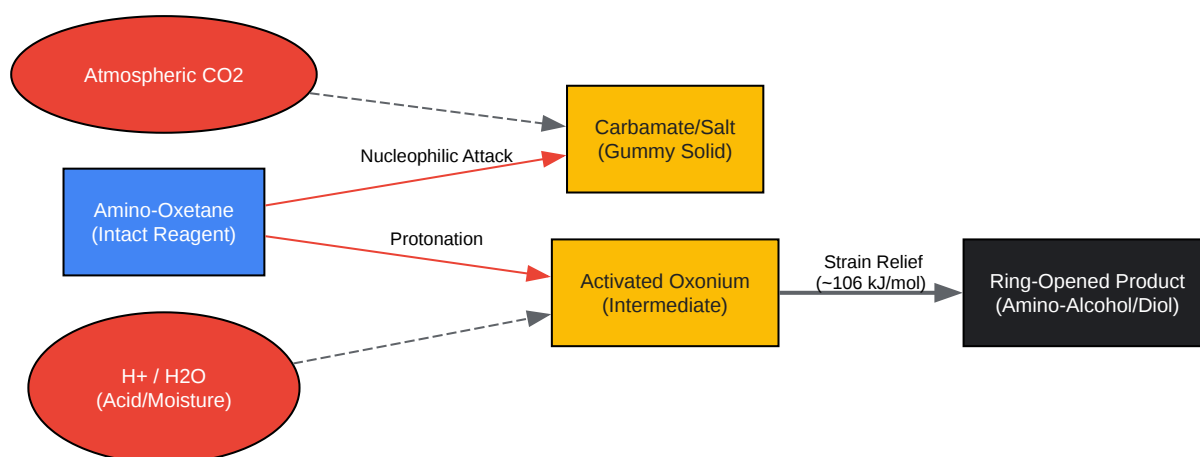 Atmospheric CO2
Carbamate/Salt
(Gummy Solid)
Nucleophilic Attack
Amino-Oxetane
(Intact Reagent)
Protonation
Activated Oxonium
(Intermediate)
Strain Relief
(~106 kJ/mol)
Ring-Opened Product
(Amino-Alcohol/Diol)
H+ / H2O
(Acid/Moisture)